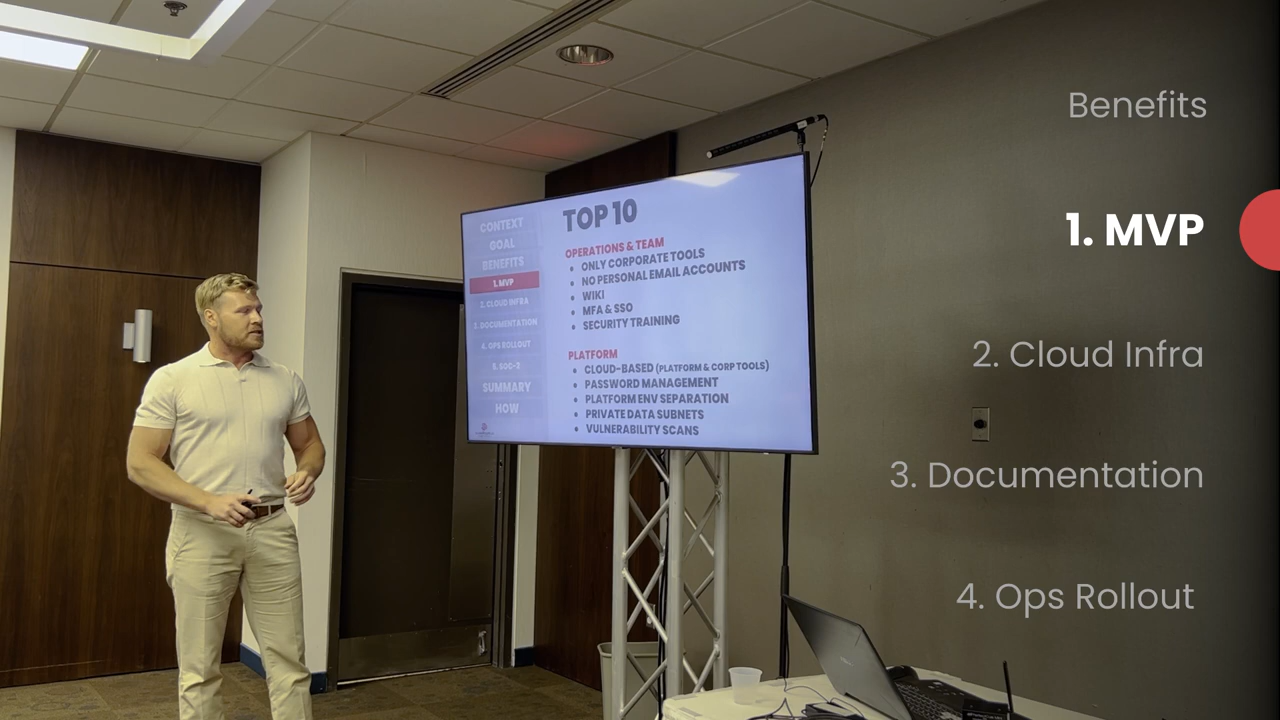 CONTEXT
GOAL
BENEFITS
1. MVP
2. CLOUD INFRA
3. DOCUMENTATION
4. OPS ROLLOUT
5. SOC-2
SUMMARY
HOW
TOP 10
OPERATIONS & TEAM
• ONLY CORPORATE TOOLS
• NO PERSONAL EMAIL ACCOUNTS
• WIKI
• MFA & SSO
• SECURITY TRAINING
PLATFORM
• CLOUD-BASED (PLATFORM & CORP TOOLS)
• PASSWORD MANAGEMENT
• PLATFORM ENV SEPARATION
• PRIVATE DATA SUBNETS
• VULNERABILITY SCANS
Benefits
1. MVP
2. Cloud Infra
3. Documentation
4. Ops Rollout